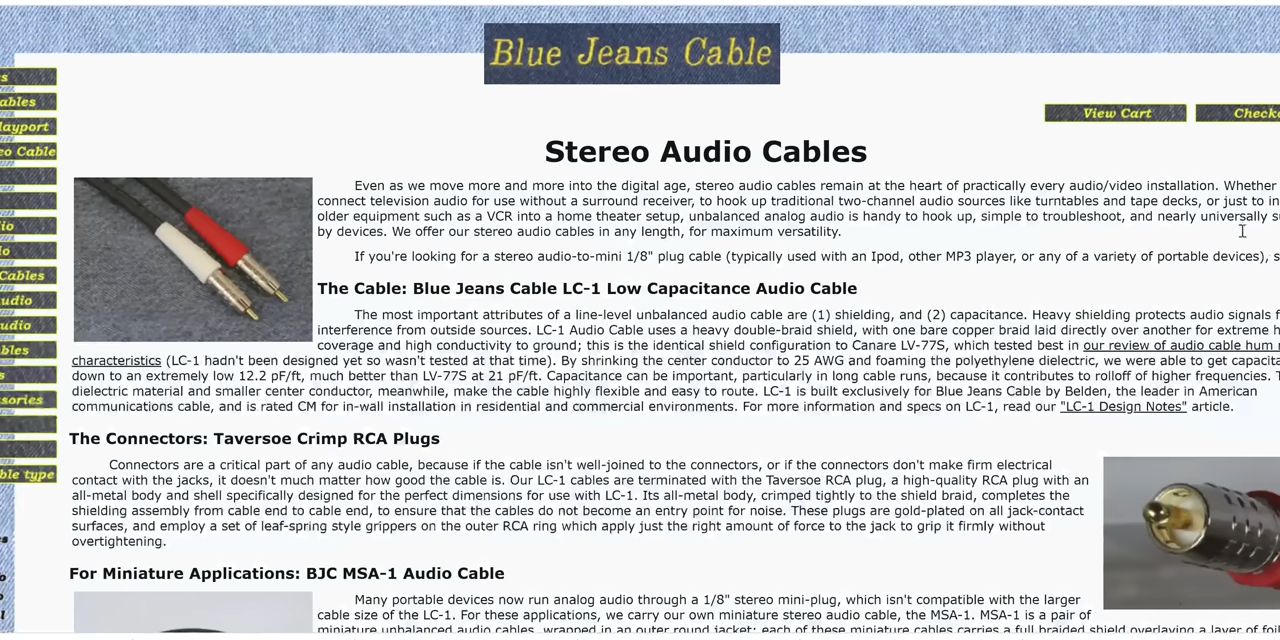 Blue Jeans Cable
View Cart
Stereo Audio Cables
Even as we move more and more into the digital age, stereo audio cables remain at the heart of practically every audio/video installation. Whether
connect television audio for use without a surround receiver, to hook up traditional two-channel audio sources like turntables and tape decks, or just to
older equipment such as a VCR into a home theater setup, unbalanced analog audio is handy to hook up, simple to troubleshoot, and nearly universally
by devices. We offer our stereo audio cables in any length, for maximum versatility.
If you're looking for a stereo audio-to-mini 1/8" plug cable (typically used with an Ipod, other MP3 player, or any of a variety of portable devices),
The Cable: Blue Jeans Cable LC-1 Low Capacitance Audio Cable
The most important attributes of a line-level unbalanced audio cable are (1) shielding, and (2) capacitance. Heavy shielding protects audio signals
interference from outside sources. LC-1 Audio Cable uses a heavy double-braid shield, with one bare copper braid laid directly over another for extreme
coverage and high conductivity to ground; this is the identical shield configuration to Canare LV-77S, which tested best in our review of audio cable hum
characteristics (LC-1 hadn't been designed yet so wasn't tested at that time). By shrinking the center conductor to 25 AWG and foaming the polyethylene dielectric, we were able to get
down to an extremely low 12.2 pF/ft, much better than LV-77S at 21 pF/ft. Capacitance can be important, particularly in long cable runs, because it contributes to rolloff of higher frequencies.
dielectric material and smaller center conductor, meanwhile, make the cable highly flexible and easy to route. LC-1 is built exclusively for Blue Jeans Cable by Belden, the leader in American
communications cable, and is rated CM for in-wall installation in residential and commercial environments. For more information and specs on LC-1, read our "LC-1 Design Notes" article.
The Connectors: Taversoe Crimp RCA Plugs
Connectors are a critical part of any audio cable, because if the cable isn't well-joined to the connectors, or if the connectors don't make firm electrical
contact with the jacks, it doesn't much matter how good the cable is. Our LC-1 cables are terminated with the Taversoe RCA plug, a high-quality RCA plug with an
all-metal body and shell specifically designed for the perfect dimensions for use with LC-1. Its all-metal body, crimped tightly to the shield braid, completes the
shielding assembly from cable end to cable end, to ensure that the cables do not become an entry point for noise. These plugs are gold-plated on all jack-contact
surfaces, and employ a set of leaf-spring style grippers on the outer RCA ring which apply just the right amount of force to the jack to grip it firmly without
overtightening.
For Miniature Applications: BJC MSA-1 Audio Cable
Many portable devices now run analog audio through a 1/8" stereo mini-plug, which isn't compatible with the larger
cable size of the LC-1. For these applications, we carry our own miniature stereo audio cable, the MSA-1. MSA-1 is a pair of
miniature unbalanced audio cables, wrapped in an outer round jacket; each of these miniature cables carries a full braided shield overlaying a layer of